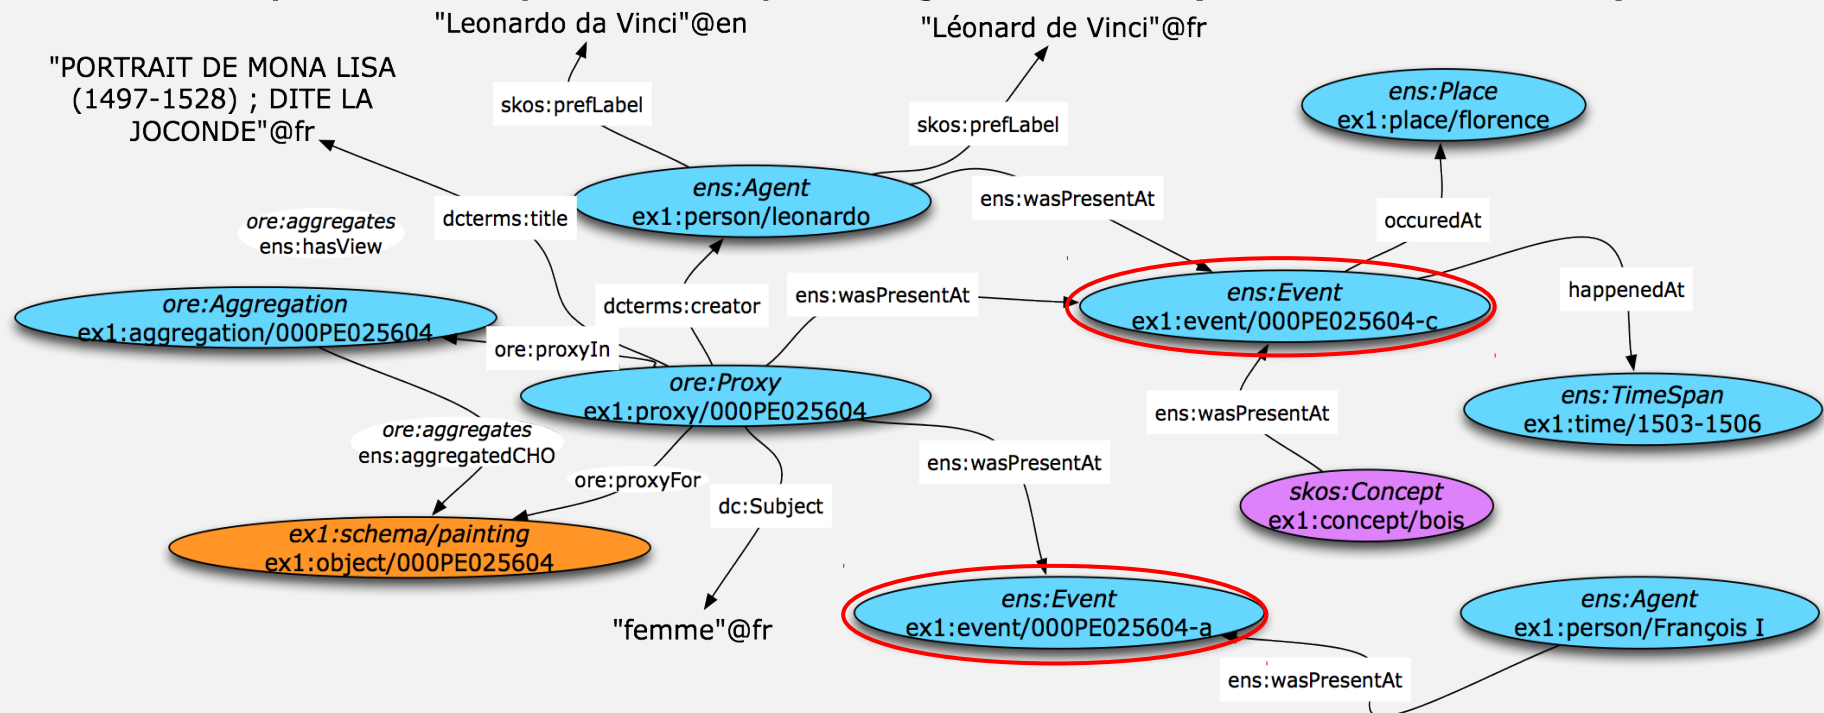 "Leonardo da Vinci"@en
"Léonard de Vinci"@fr
"PORTRAIT DE MONA LISA
(1497-1528) ; DITE LA
JOCONDE"@fr
skos:prefLabel
skos:prefLabel
ens:Place
ex1:place/florence
ens:Agent
ex1:person/leonardo
ens:wasPresentAt
occuredAt
dcterms:title
ore:aggregates
ens:hasView
ore:Aggregation
ex1:aggregation/000PE025604
dcterms:creator
ens:wasPresentAt
ens:Event
ex1:event/000PE025604-c
happenedAt
ore:proxyIn
ore:Proxy
ex1:proxy/000PE025604
ens:wasPresentAt
ens:TimeSpan
ex1:time/1503-1506
ore:aggregates
ens:aggregatedCHO
ore:proxyFor
dc:Subject
ens:wasPresentAt
skos:Concept
ex1:concept/bois
ex1:schema/painting
ex1:object/000PE025604
"femme"@fr
ens:Event
ex1:event/000PE025604-a
ens:Agent
ex1:person/François I
ens:wasPresentAt